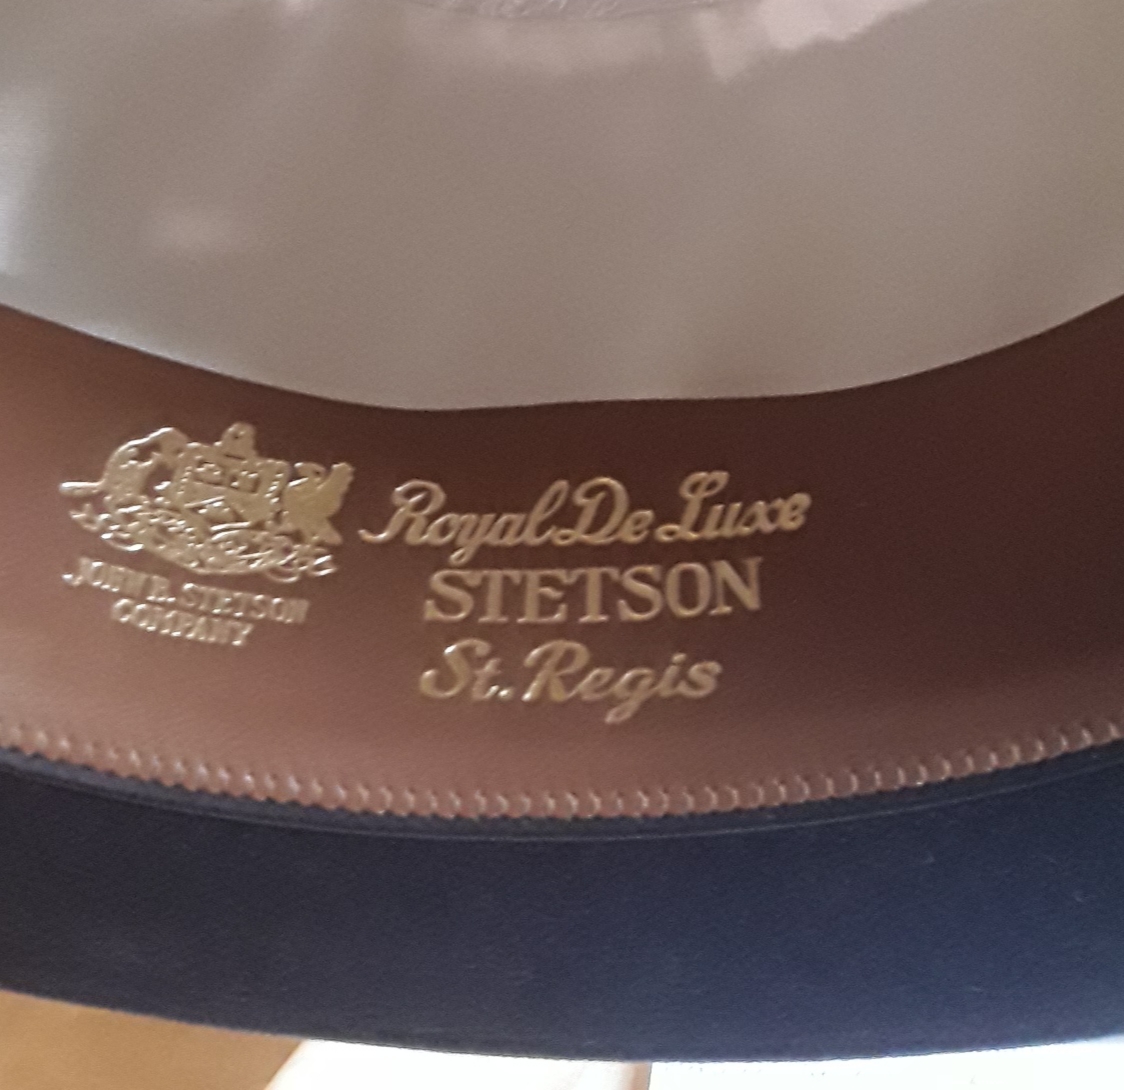 JOHN B. STETSON
COMPANY
Royal De Luxe
STETSON
St. Regis